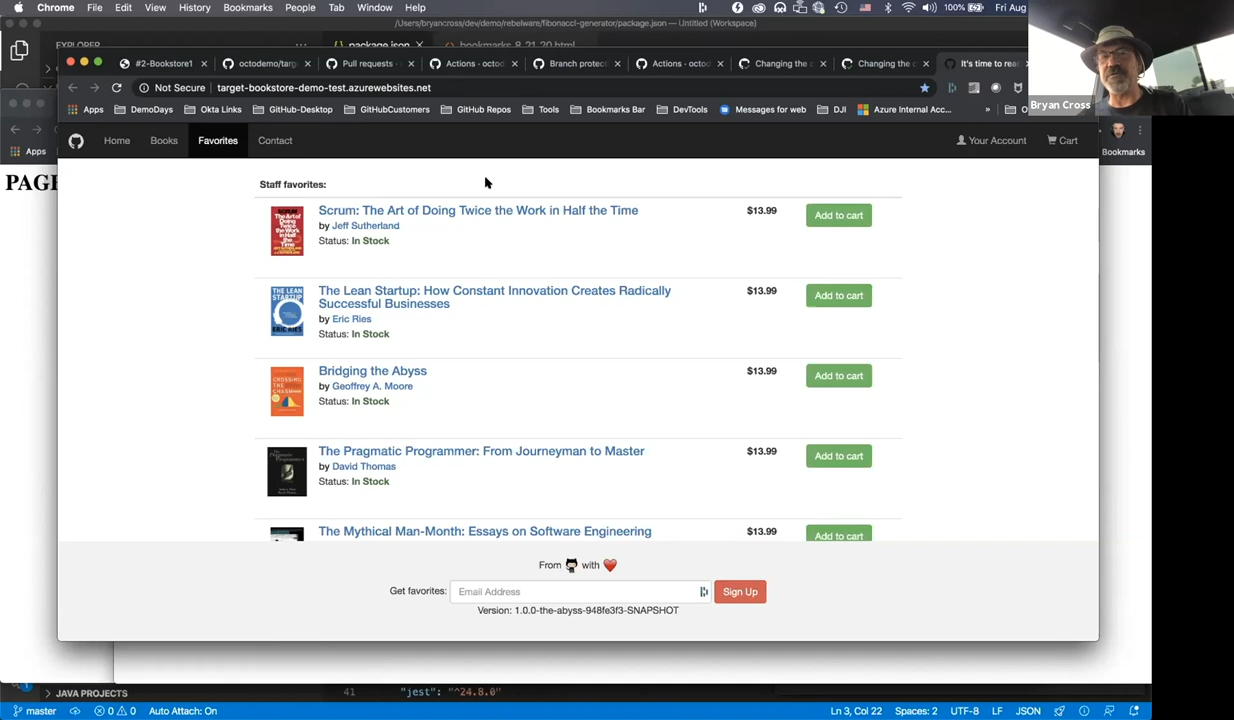 Chrome File Edit View History Bookmarks People Tab Window Help 100% Fri Aug
/Users/bryancross/dev/demo/rebelware/fibonacci-generator/package.json — Untitled (Workspace)
EXPLORER package.json bookmarks_8_21_20.html
#2-Bookstore1 octodemo/targ Pull requests · Actions · octod Branch protect Actions · octod Changing the c Changing the c It's time to rea
Not Secure target-bookstore-demo-test.azurewebsites.net
Apps DemoDays Okta Links GitHub-Desktop GitHubCustomers GitHub Repos Tools Bookmarks Bar DevTools Messages for web DJI Azure Internal Acc... »
Bryan Cross
Apps
Bookmarks
Home Books Favorites Contact Your Account Cart
PAGE
Staff favorites:
Scrum: The Art of Doing Twice the Work in Half the Time $13.99 Add to cart
by Jeff Sutherland
Status: In Stock
The Lean Startup: How Constant Innovation Creates Radically $13.99 Add to cart
Successful Businesses
by Eric Ries
Status: In Stock
Bridging the Abyss $13.99 Add to cart
by Geoffrey A. Moore
Status: In Stock
The Pragmatic Programmer: From Journeyman to Master $13.99 Add to cart
by David Thomas
Status: In Stock
The Mythical Man-Month: Essays on Software Engineering $13.99 Add to cart
From with
Get favorites: Email Address Sign Up
Version: 1.0.0-the-abyss-948fe3f3-SNAPSHOT
JAVA PROJECTS 41 "jest": "^24.8.0"
master 0 0 Auto Attach: On Ln 3, Col 22 Spaces: 2 UTF-8 LF JSON